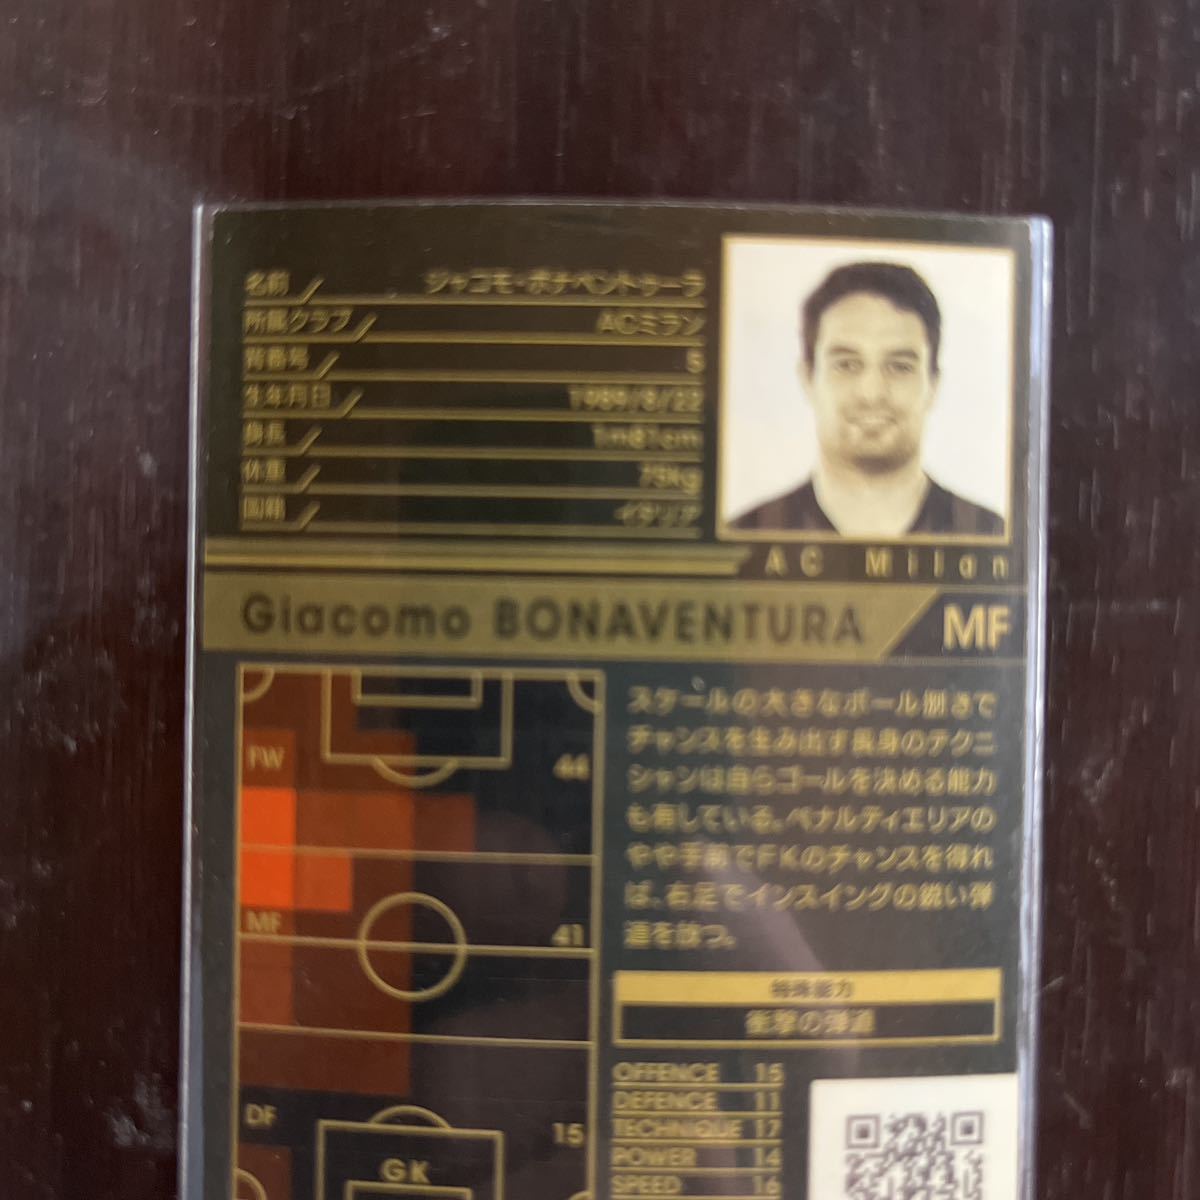 名前 ジャコモ・ボナベントゥーラ
所属クラブ ACミラン
背番号 5
生年月日 1989/8/22
身長 1m81cm
体重 75kg
国籍 イタリア
AC Milan
Giacomo BONAVENTURA MF
FW 44
MF 41
DF 15
GK
スケールの大きなボール捌きで
チャンスを生み出す長身のテクニ
シャンは自らゴールを決める能力
も有している。ペナルティエリアの
やや手前でFKのチャンスを得れ
ば、右足でインスイングの鋭い弾
道を放つ。
特殊能力
衝撃の弾道
OFFENCE 15
DEFENCE 11
TECHNIQUE 17
POWER 14
SPEED 16